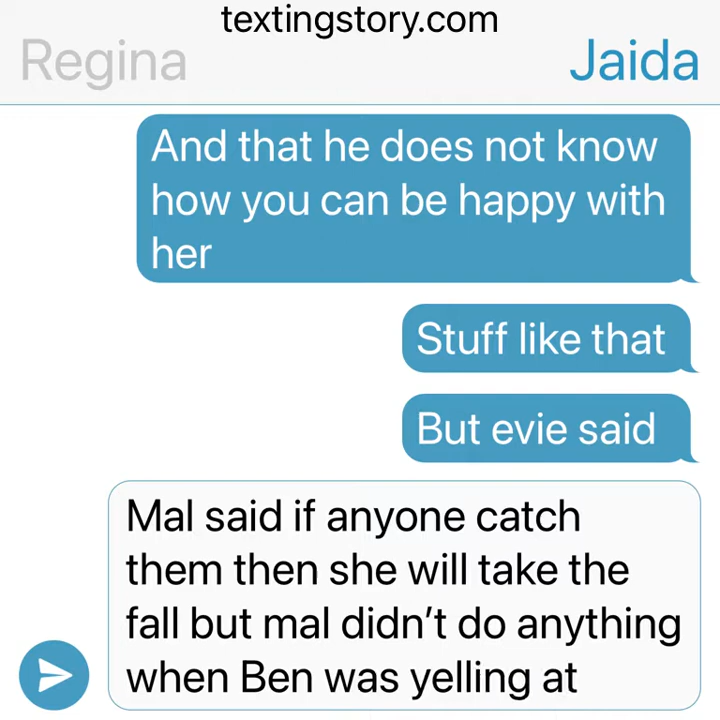 textingstory.com
Regina Jaida
And that he does not know
how you can be happy with
her
Stuff like that
But evie said
Mal said if anyone catch
them then she will take the
fall but mal didn’t do anything
when Ben was yelling at